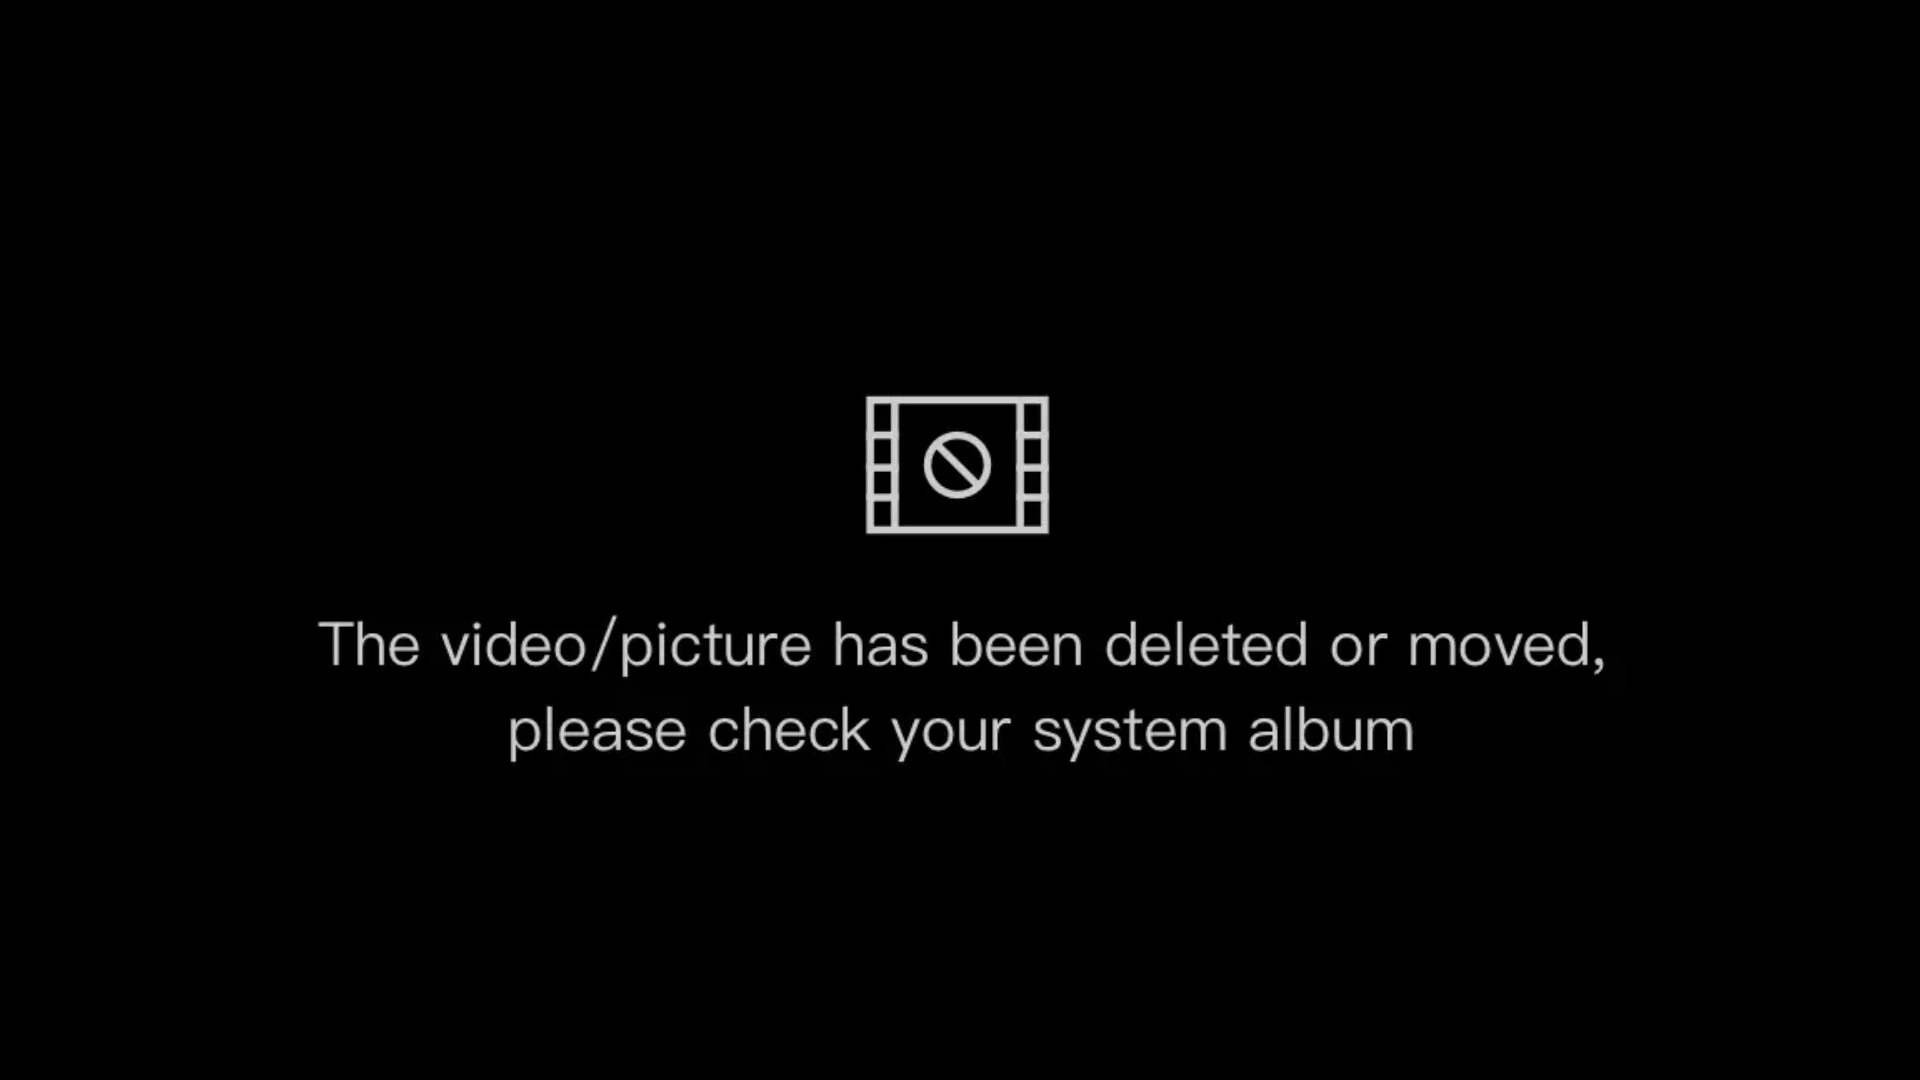 The video/picture has been deleted or moved,
please check your system album